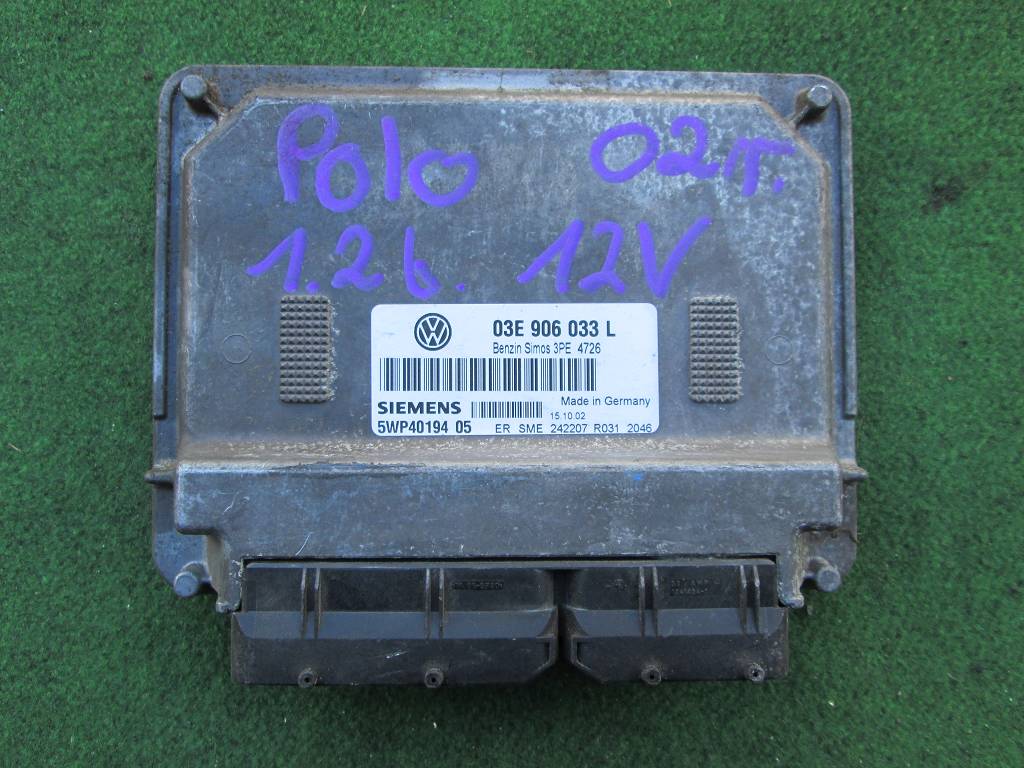 Polo 02г.
1.2б. 12V
03E 906 033 L
Benzin Simos 3PE 4726
Made in Germany
SIEMENS 15.10.02
5WP40194 05 ER SME 242207 R031 2046